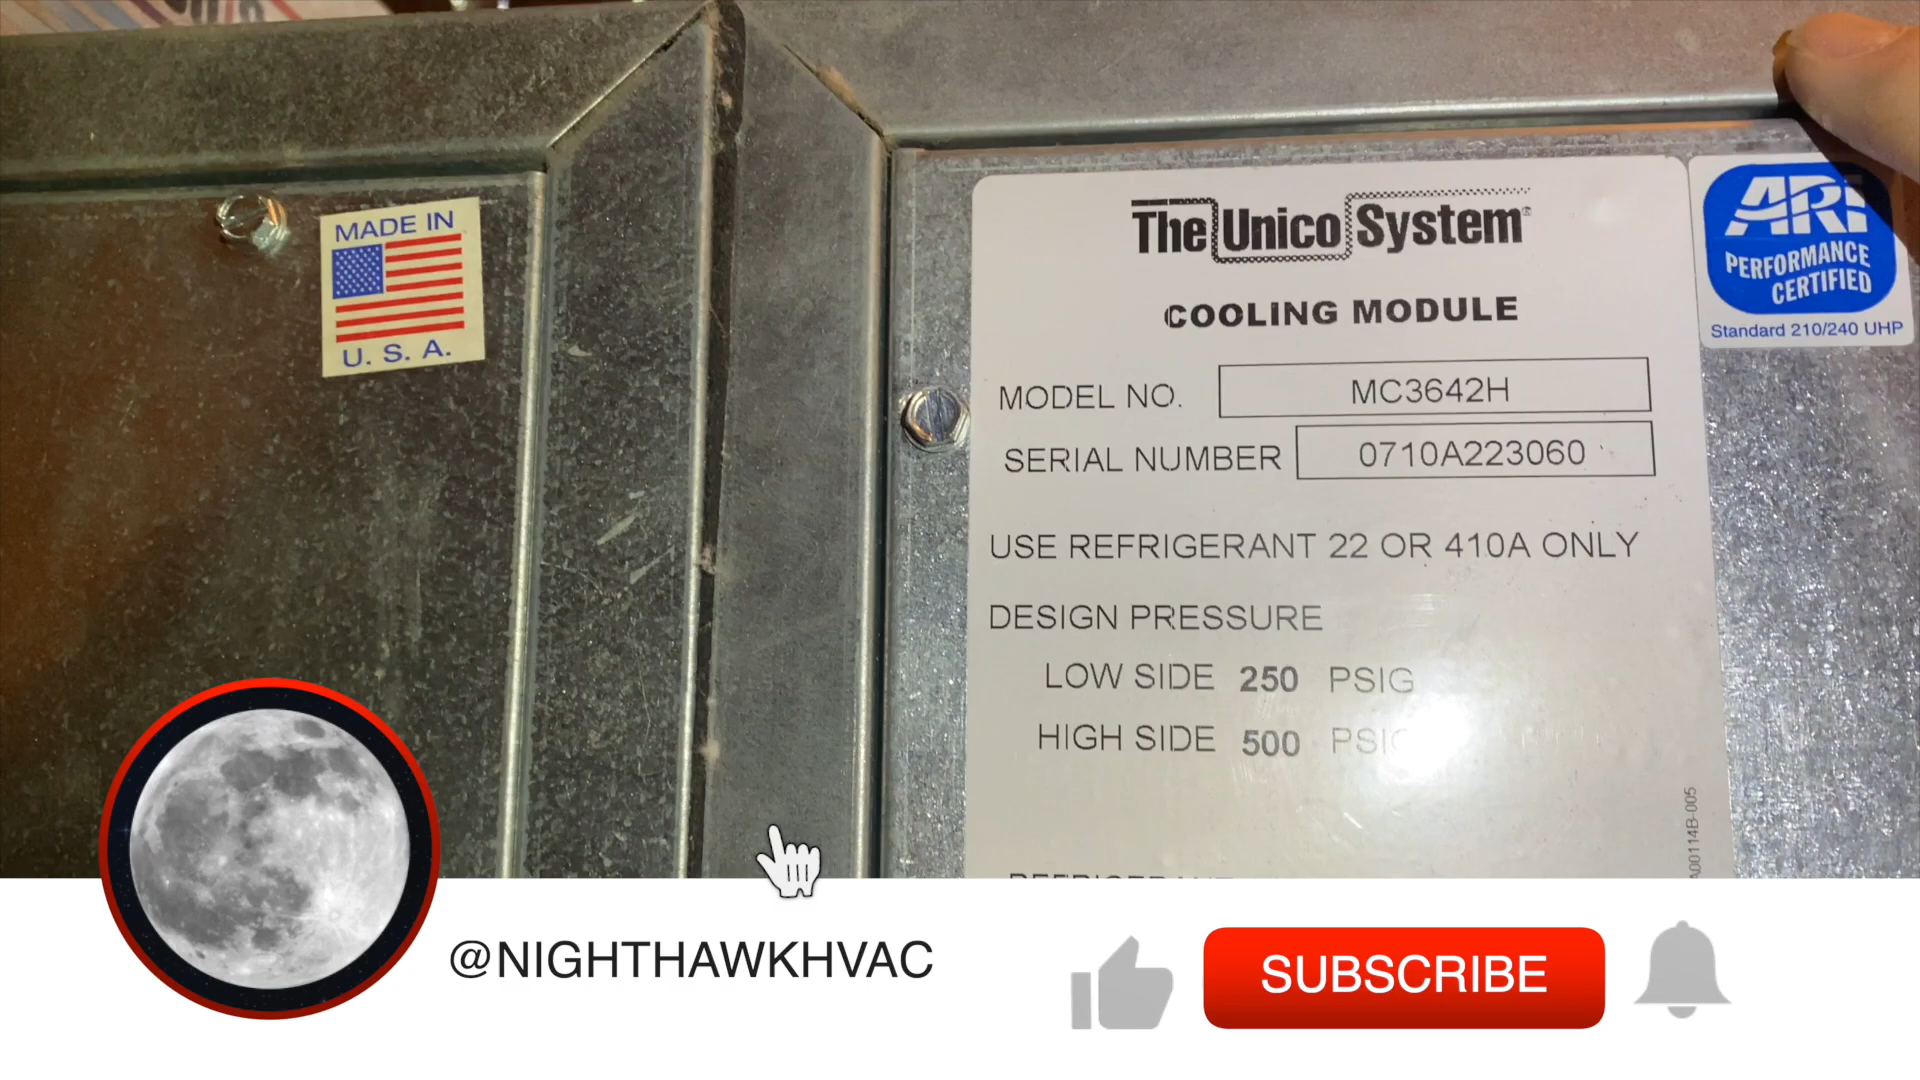 MADE IN
U. S. A.
The Unico System
COOLING MODULE
MODEL NO. MC3642H
SERIAL NUMBER 0710A223060
USE REFRIGERANT 22 OR 410A ONLY
DESIGN PRESSURE
LOW SIDE 250 PSIG
HIGH SIDE 500 PSIG
ARi
PERFORMANCE
CERTIFIED
Standard 210/240 UHP
@NIGHTHAWKHVAC
SUBSCRIBE